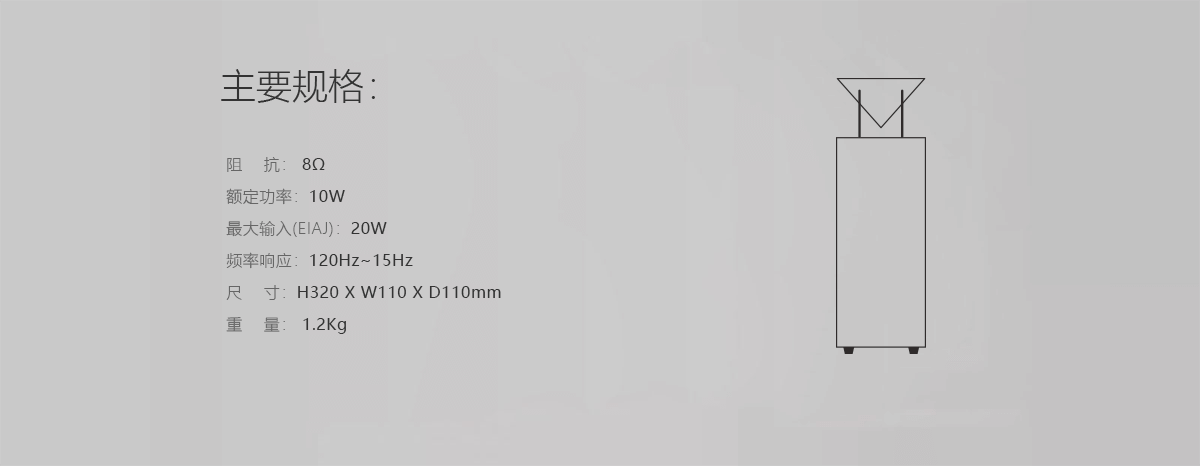 主要规格：
阻 抗： 8Ω
额定功率：10W
最大输入(EIAJ)：20W
频率响应：120Hz~15Hz
尺 寸：H320 X W110 X D110mm
重 量： 1.2Kg